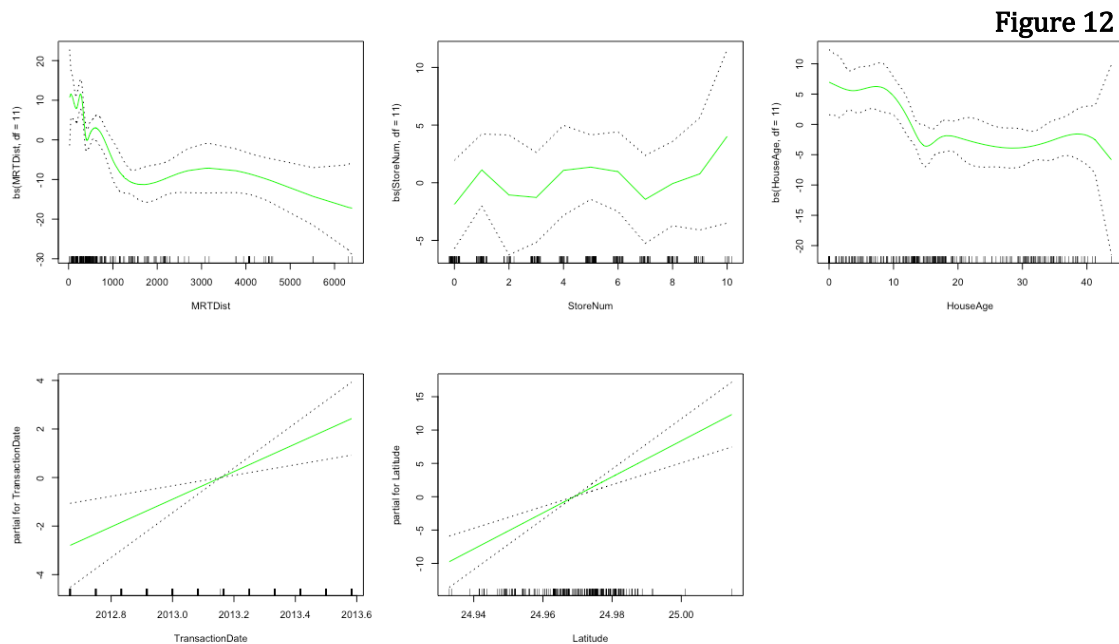 Figure 12
bs(MRTDist, df = 11)
20
10
0
-10
-20
-30
0 1000 2000 3000 4000 5000 6000
MRTDist
bs(StoreNum, df = 11)
10
5
0
-5
0 2 4 6 8 10
StoreNum
bs(HouseAge, df = 11)
10
5
0
-5
-10
-15
-20
0 10 20 30 40
HouseAge
partial for TransactionDate
4
2
0
-2
-4
2012.8 2013.0 2013.2 2013.4 2013.6
TransactionDate
partial for Latitude
15
10
5
0
-5
-10
24.94 24.96 24.98 25.00
Latitude